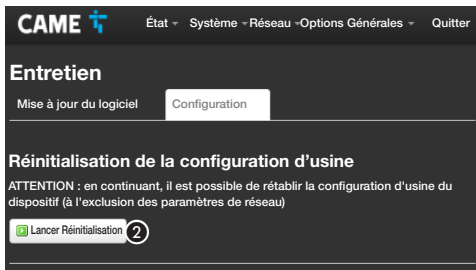 CAME
État Système Réseau Options Générales Quitter
Entretien
Mise à jour du logiciel Configuration
Réinitialisation de la configuration d'usine
ATTENTION : en continuant, il est possible de rétablir la configuration d'usine du
dispositif (à l'exclusion des paramètres de réseau)
Lancer Réinitialisation 2